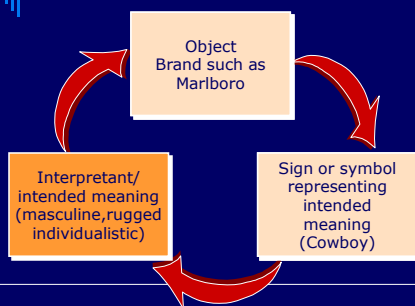 Object
Brand such as
Marlboro
Interpretant/
intended meaning
(masculine,rugged
individualistic)
Sign or symbol
representing
intended
meaning
(Cowboy)